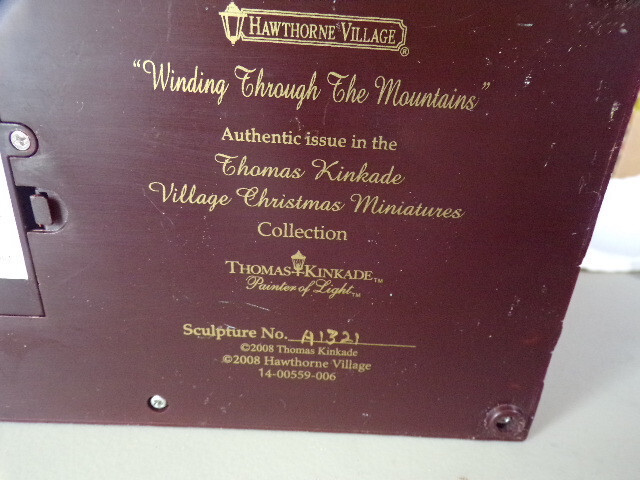 HAWTHORNE VILLAGE ®
"Winding Through The Mountains"
Authentic issue in the
Thomas Kinkade
Village Christmas Miniatures
Collection
THOMAS KINKADE™
Painter of Light™
Sculpture No. A1321
©2008 Thomas Kinkade
©2008 Hawthorne Village
14-00559-006